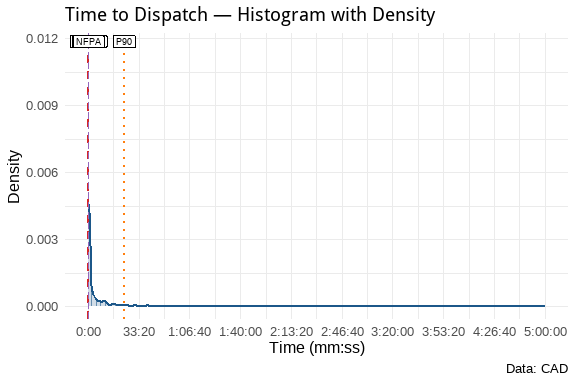 Time to Dispatch — Histogram with Density
NFPA
P90
0.012
0.009
0.006
0.003
0.000
Density
0:00 33:20 1:06:40 1:40:00 2:13:20 2:46:40 3:20:00 3:53:20 4:26:40 5:00:00
Time (mm:ss)
Data: CAD